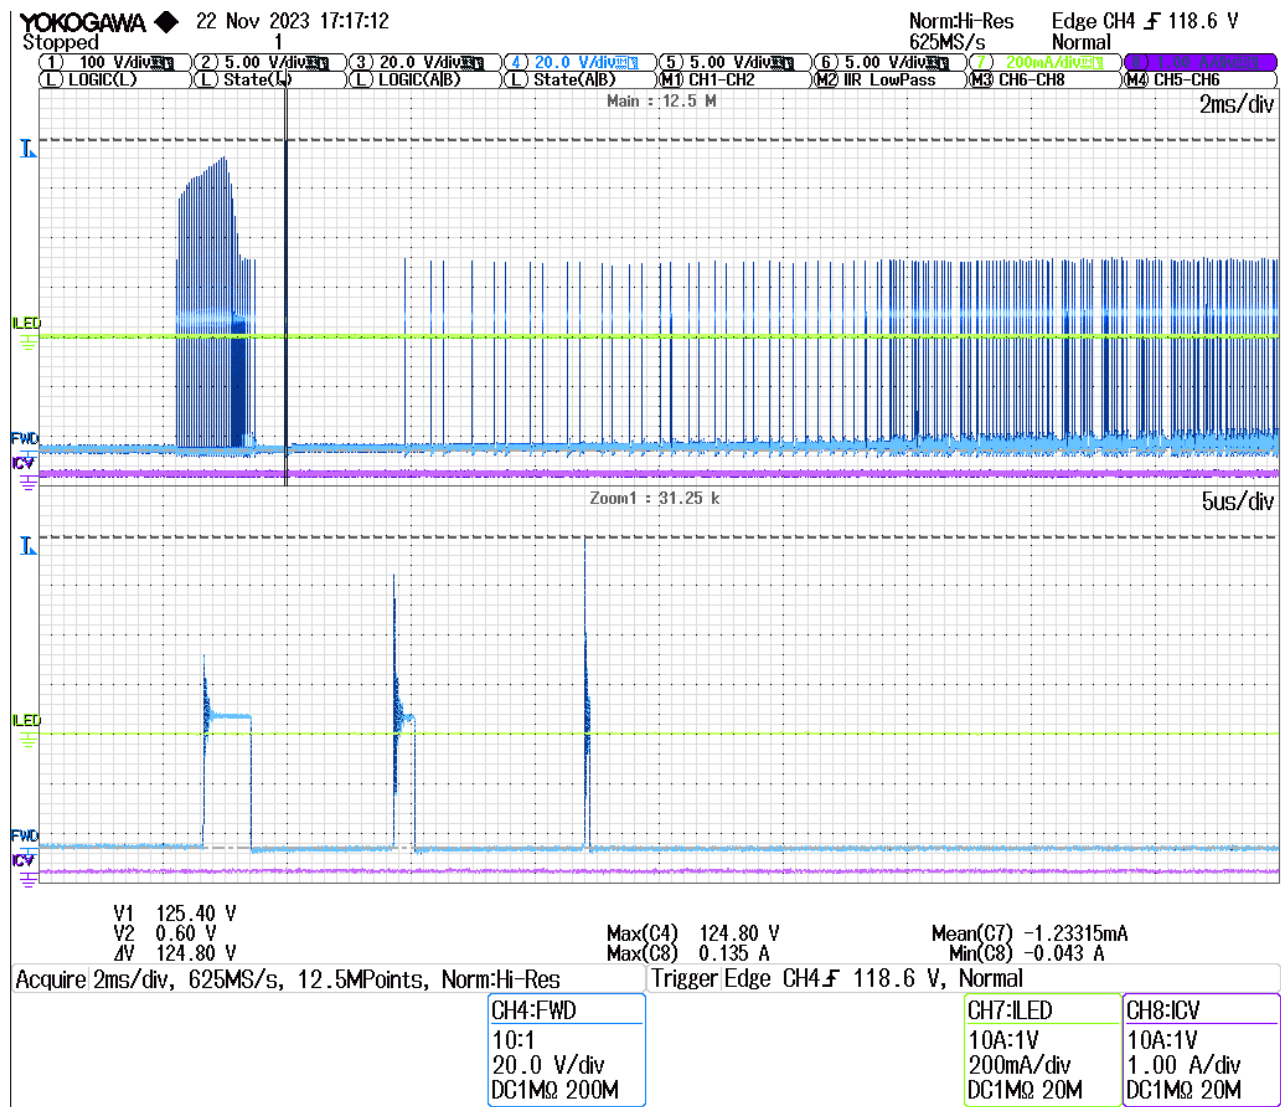 YOKOGAWA ◆ 22 Nov 2023 17:17:12 Norm:Hi-Res Edge CH4 118.6 V
Stopped 1 625MS/s Normal
1 100 V/div 2 5.00 V/div 3 20.0 V/div 4 20.0 V/div 5 5.00 V/div 6 5.00 V/div 7 200mA/div 8 1.00 A/div
L LOGIC(L) L State(L) L LOGIC(A|B) L State(A|B) M1 CH1-CH2 M2 IIR LowPass M3 CH6-CH8 M4 CH5-CH6
Main : 12.5 M 2ms/div
ILED
FWD
ICV
Zoom1 : 31.25 k 5us/div
ILED
FWD
ICV
V1 125.40 V
V2 0.60 V Max(C4) 124.80 V Mean(C7) -1.23315mA
ΔV 124.80 V Max(C8) 0.135 A Min(C8) -0.043 A
Acquire 2ms/div, 625MS/s, 12.5MPoints, Norm:Hi-Res Trigger Edge CH4 118.6 V, Normal
CH4:FWD CH7:ILED CH8:ICV
10:1 10A:1V 10A:1V
20.0 V/div 200mA/div 1.00 A/div
DC1MΩ 200M DC1MΩ 20M DC1MΩ 20M